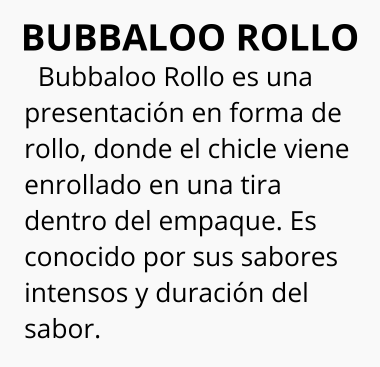 BUBBALOO ROLLO
Bubbaloo Rollo es una
presentación en forma de
rollo, donde el chicle viene
enrollado en una tira
dentro del empaque. Es
conocido por sus sabores
intensos y duración del
sabor.